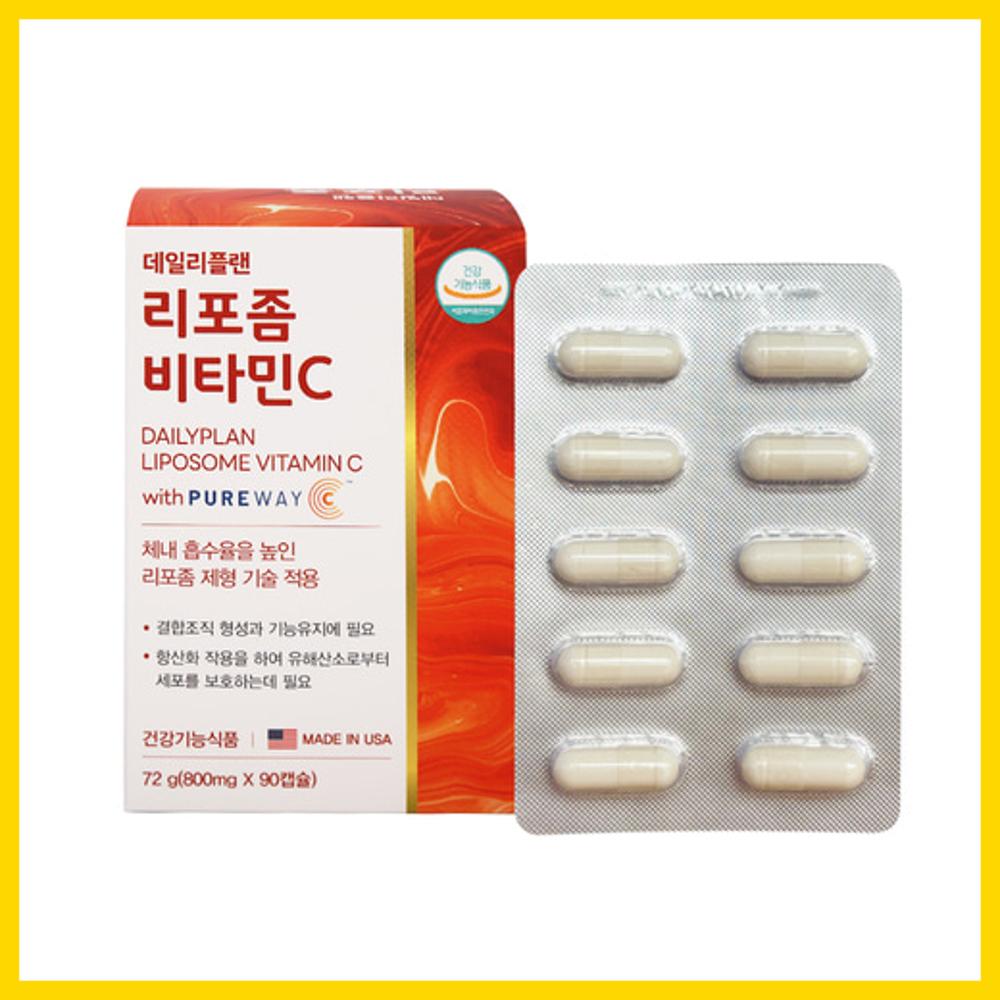 데일리플랜
리포좀
비타민C
DAILYPLAN
LIPOSOME VITAMIN C
with PUREWAY C™
체내 흡수율을 높인
리포좀 제형 기술 적용
• 결합조직 형성과 기능유지에 필요
• 항산화 작용을 하여 유해산소로부터
세포를 보호하는데 필요
건강기능식품 | MADE IN USA
72 g(800mg X 90캡슐)
건강
기능식품